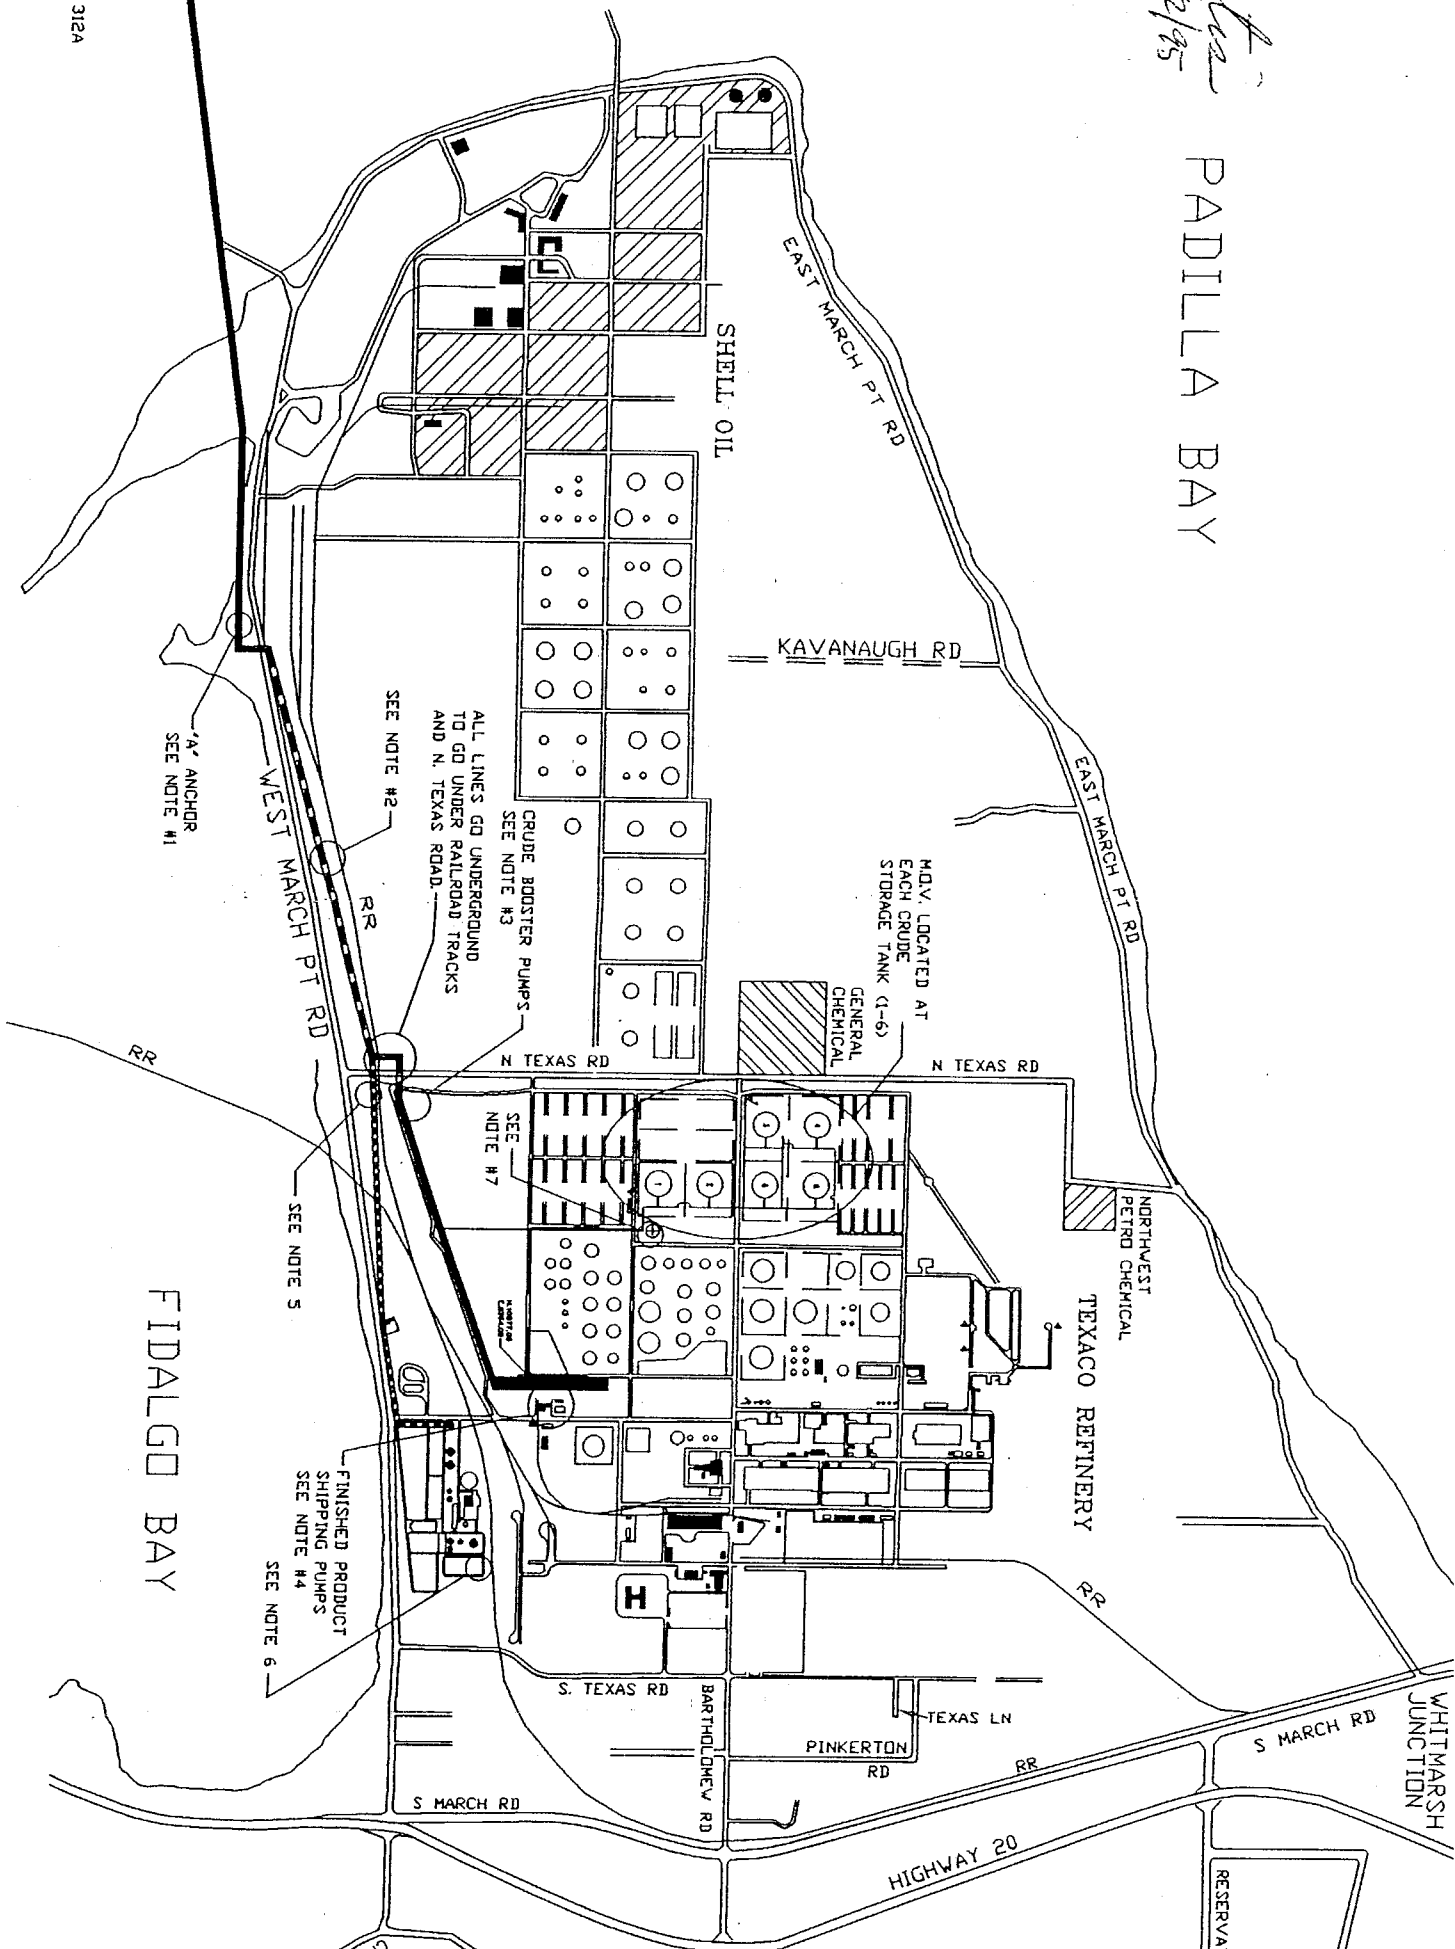 312A
2/95
PADILLA BAY
EAST MARCH PT RD
SHELL OIL
KAVANAUGH RD
EAST MARCH PT RD
"A" ANCHOR
SEE NOTE #1
SEE NOTE #2
WEST MARCH PT RD
RR
ALL LINES GO UNDERGROUND
TO GO UNDER RAILROAD TRACKS
AND N. TEXAS ROAD.
CRUDE BOOSTER PUMPS
SEE NOTE #3
M.O.V. LOCATED AT
EACH CRUDE
STORAGE TANK (1-6)
GENERAL
CHEMICAL
N TEXAS RD
N TEXAS RD
RR
SEE
NOTE #7
SEE NOTE 5
NORTHWEST
PETRO CHEMICAL
TEXACO REFINERY
FIDALGO BAY
FINISHED PRODUCT
SHIPPING PUMPS
SEE NOTE #4
SEE NOTE 6
H
RR
S. TEXAS RD
BARTHOLOMEW RD
TEXAS LN
PINKERTON
RD
RR
S MARCH RD
S MARCH RD
WHITMARSH
JUNCTION
HIGHWAY 20
RESERVA